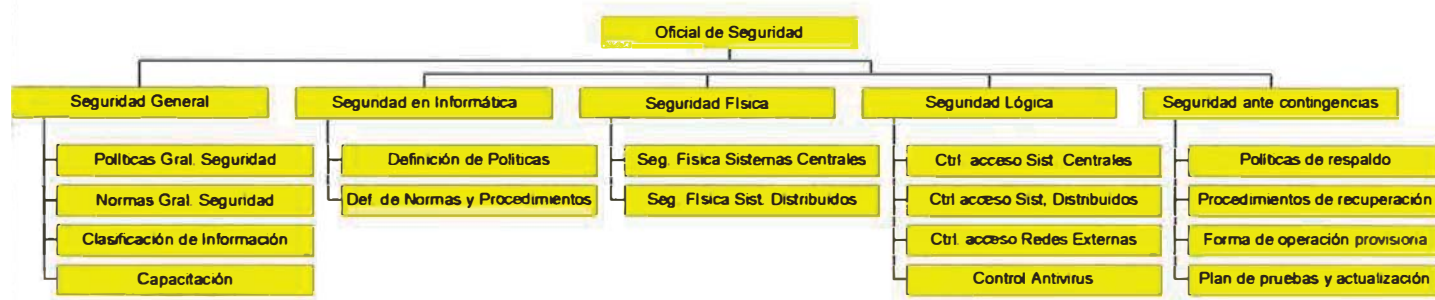 Oficial de Seguridad
Seguridad General
Seguridad en Informática
Seguridad Física
Seguridad Lógica
Seguridad ante contingencias
Políticas Gral. Seguridad
Normas Gral. Seguridad
Clasificación de Información
Capacitación
Definición de Politicas
Def. de Normas y Procedimientos
Seg. Fisica Sistemas Centrales
Seg. Física Sist. Distribuidos
Ctrl. acceso Sist. Centrales
Ctrl acceso Sist, Distribuidos
Ctrl. acceso Redes Externas
Control Antivirus
Políticas de respaldo
Procedimientos de recuperación
Forma de operación provisoria
Plan de pruebas y actualización